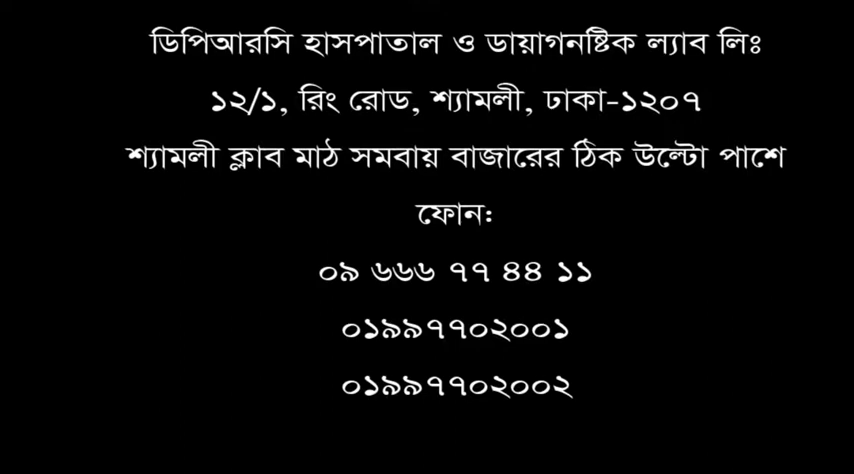 ডিপিআরসি হাসপাতাল ও ডায়াগনষ্টিক ল্যাব লিঃ
১২/১, রিং রোড, শ্যামলী, ঢাকা-১২০৭
শ্যামলী ক্লাব মাঠ সমবায় বাজারের ঠিক উল্টো পাশে
ফোন:
০৯ ৬৬৬ ৭৭ ৪৪ ১১
০১৯৯৭৭০২০০১
০১৯৯৭৭০২০০২